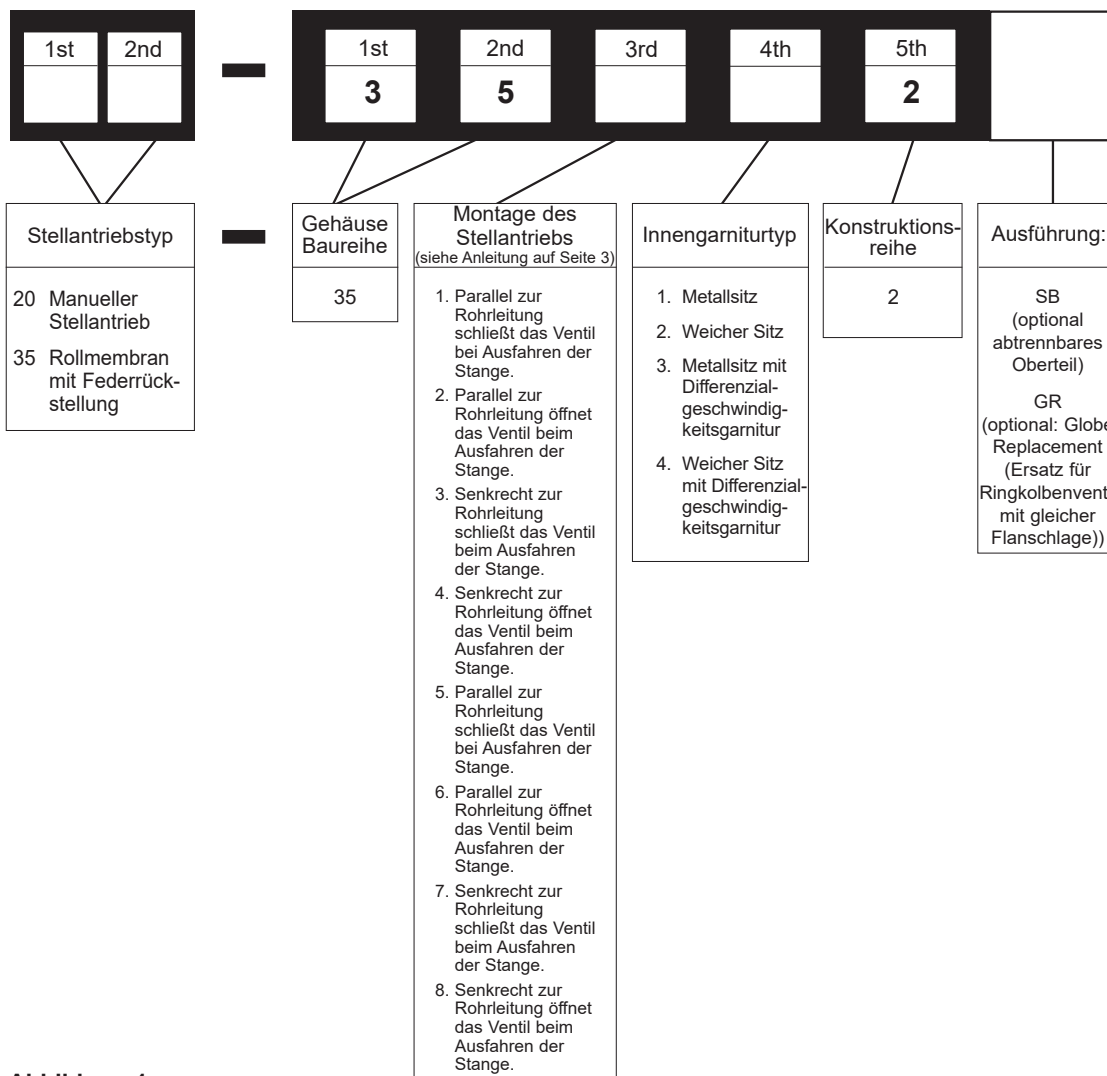 1st
2nd
1st
2nd
3rd
4th
5th
3
5
2
Stellantriebstyp
20 Manueller
Stellantrieb
35 Rollmembran
mit Federrück-
stellung
Gehäuse
Baureihe
35
Montage des
Stellantriebs
(siehe Anleitung auf Seite 3)
1. Parallel zur
Rohrleitung
schließt das Ventil
bei Ausfahren der
Stange.
2. Parallel zur
Rohrleitung öffnet
das Ventil beim
Ausfahren der
Stange.
3. Senkrecht zur
Rohrleitung
schließt das Ventil
beim Ausfahren
der Stange.
4. Senkrecht zur
Rohrleitung öffnet
das Ventil beim
Ausfahren der
Stange.
5. Parallel zur
Rohrleitung
schließt das Ventil
bei Ausfahren der
Stange.
6. Parallel zur
Rohrleitung öffnet
das Ventil beim
Ausfahren der
Stange.
7. Senkrecht zur
Rohrleitung
schließt das Ventil
beim Ausfahren
der Stange.
8. Senkrecht zur
Rohrleitung öffnet
das Ventil beim
Ausfahren der
Stange.
Innengarniturtyp
1. Metallsitz
2. Weicher Sitz
3. Metallsitz mit
Differenzial-
geschwindig-
keitsgarnitur
4. Weicher Sitz
mit Differenzial-
geschwindig-
keitsgarnitur
Konstruktions-
reihe
2
Ausführung:
SB
(optional
abtrennbares
Oberteil)
GR
(optional: Globe
Replacement
(Ersatz für
mit gleicher
Flanschlage))